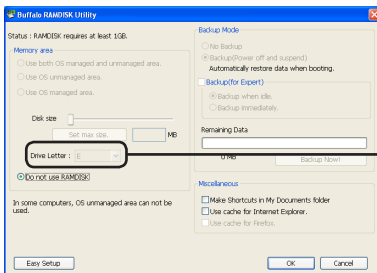 Buffalo RAMDISK Utility
Status : RAMDISK requires at least 1GB.
Memory area
Use both OS managed and unmanaged area.
Use OS unmanaged area.
Use OS managed area.
Disk size
Set max size.
MB
Drive Letter : E
Do not use RAMDISK
In some computers, OS unmanaged area can not be
used.
Easy Setup
Backup Mode
No Backup
Backup(Power off and suspend)
Automatically restore data when booting.
Backup(for Expert)
Backup when idle.
Backup immediately.
Remaining Data
0 MB
Backup Now!
Miscellaneous
Make Shortcuts in My Documents folder
Use cache for Internet Explorer.
Use cache for Firefox.
OK
Cancel